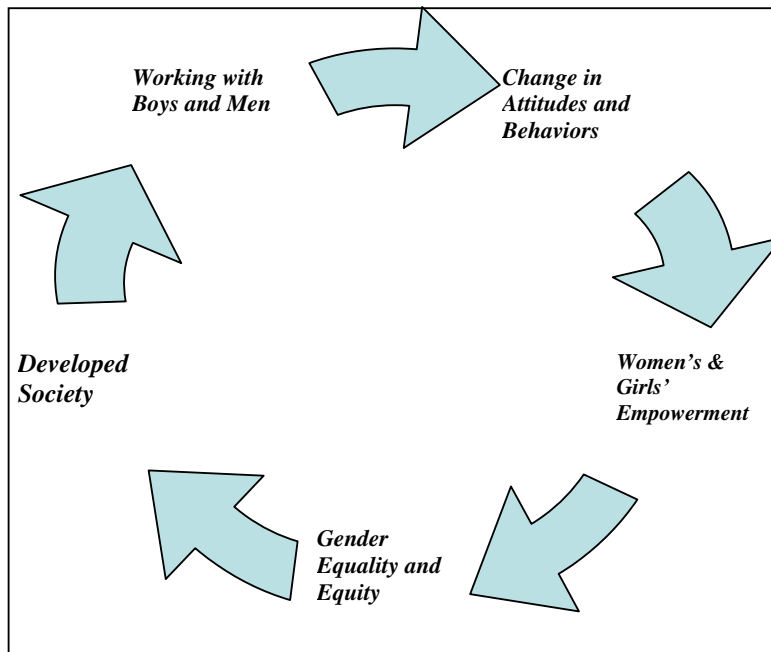 Working with
Boys and Men
Change in
Attitudes and
Behaviors
Women’s &
Girls’
Empowerment
Gender
Equality and
Equity
Developed
Society